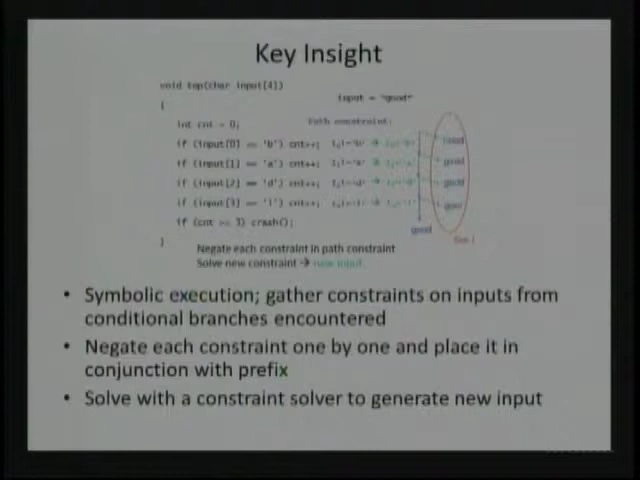 Key Insight
void top(char input[4])
{
input = "good"
int cnt = 0;
Path constraint:
if (input[0] == 'b') cnt++;
if (input[1] == 'a') cnt++;
if (input[2] == 'd') cnt++;
if (input[3] == '!') cnt++;
if (cnt >= 3) crash();
good
}
Negate each constraint in path constraint
Solve new constraint → new input
• Symbolic execution; gather constraints on inputs from
conditional branches encountered
• Negate each constraint one by one and place it in
conjunction with prefix
• Solve with a constraint solver to generate new input